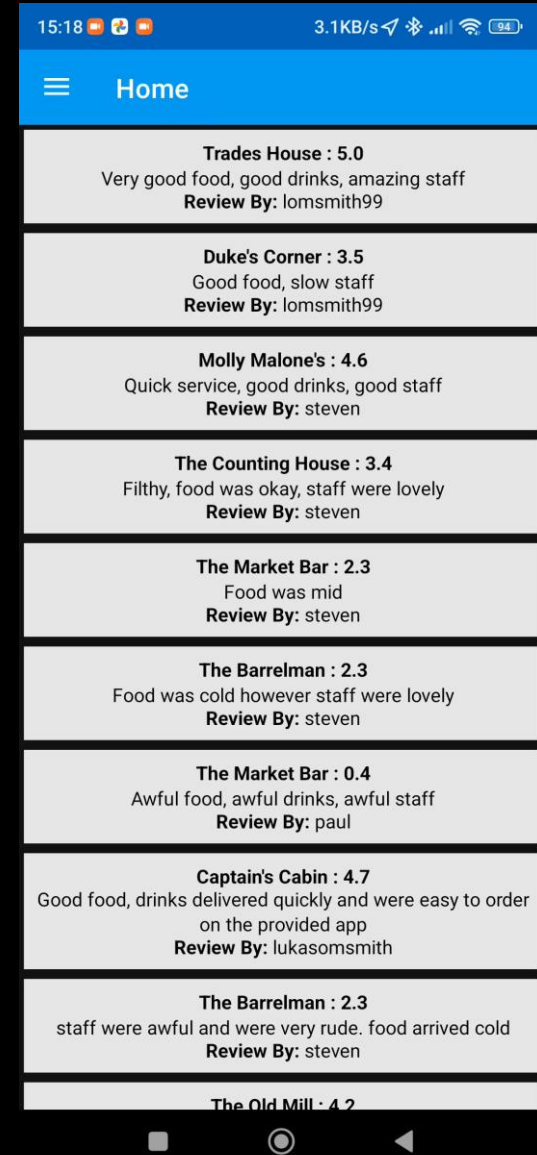 15:18 3.1KB/s 94
Home
Trades House : 5.0
Very good food, good drinks, amazing staff
Review By: lomsmith99
Duke's Corner : 3.5
Good food, slow staff
Review By: lomsmith99
Molly Malone's : 4.6
Quick service, good drinks, good staff
Review By: steven
The Counting House : 3.4
Filthy, food was okay, staff were lovely
Review By: steven
The Market Bar : 2.3
Food was mid
Review By: steven
The Barrelman : 2.3
Food was cold however staff were lovely
Review By: steven
The Market Bar : 0.4
Awful food, awful drinks, awful staff
Review By: paul
Captain's Cabin : 4.7
Good food, drinks delivered quickly and were easy to order
on the provided app
Review By: lukasomsmith
The Barrelman : 2.3
staff were awful and were very rude. food arrived cold
Review By: steven
The Old Mill : 4.2